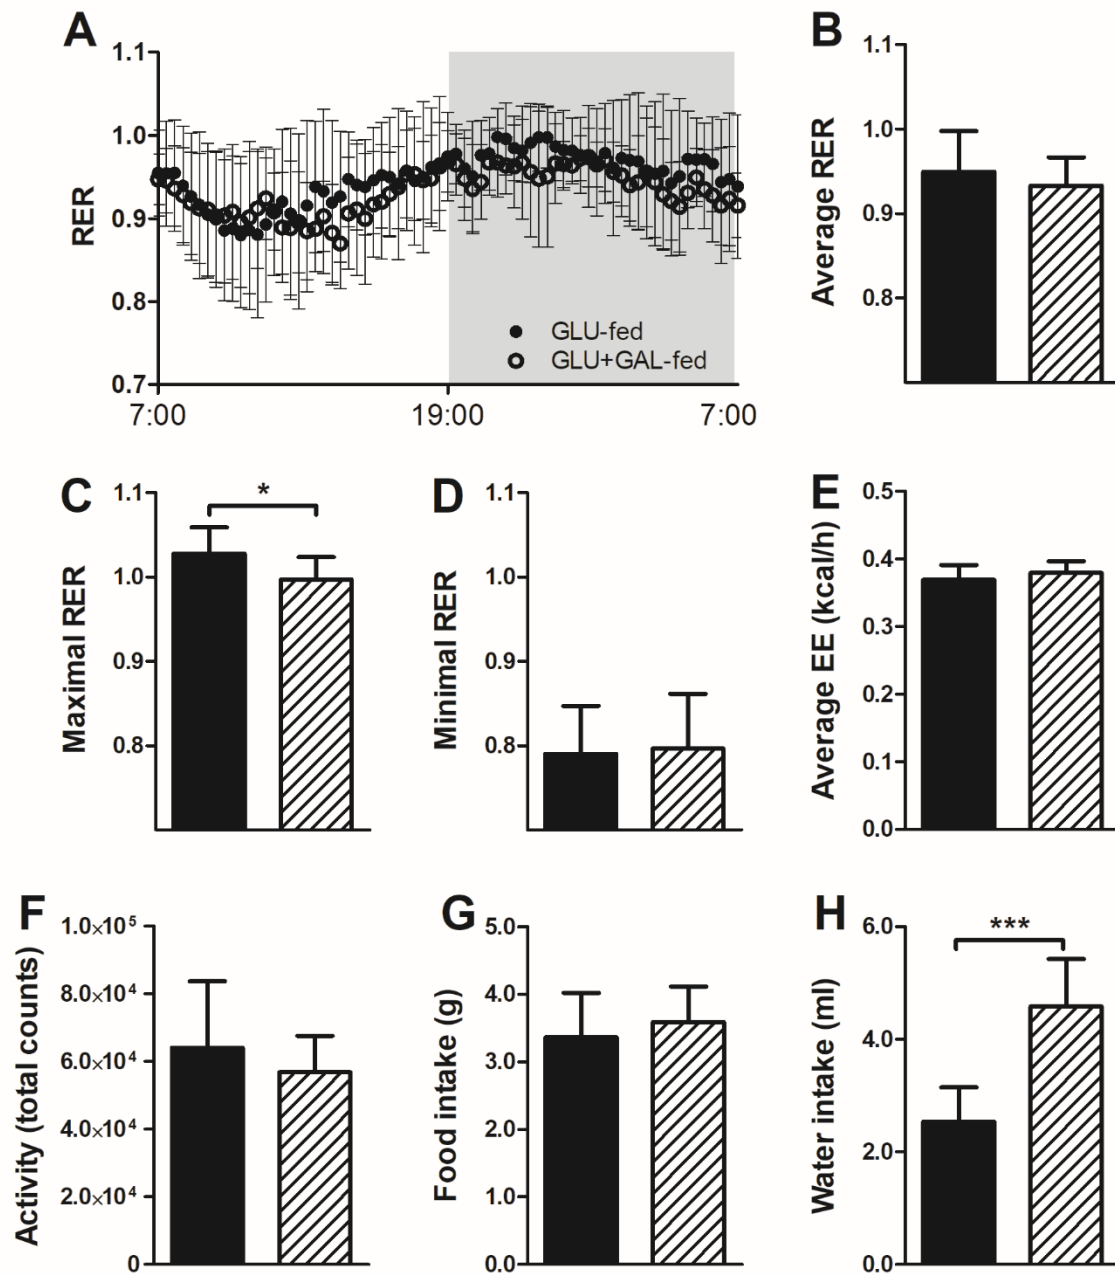 A
RER
1.1
1.0
0.9
0.8
0.7
7:00
19:00
7:00
GLU-fed
GLU+GAL-fed
B
Average RER
1.1
1.0
0.9
0.8
C
Maximal RER
1.1
1.0
0.9
0.8
*
D
Minimal RER
1.1
1.0
0.9
0.8
E
Average EE (kcal/h)
0.5
0.4
0.3
0.2
0.1
0.0
F
Activity (total counts)
1.0×10⁵
8.0×10⁴
6.0×10⁴
4.0×10⁴
2.0×10⁴
0
G
Food intake (g)
5.0
4.0
3.0
2.0
1.0
0.0
H
Water intake (ml)
6.0
4.0
2.0
0.0
***